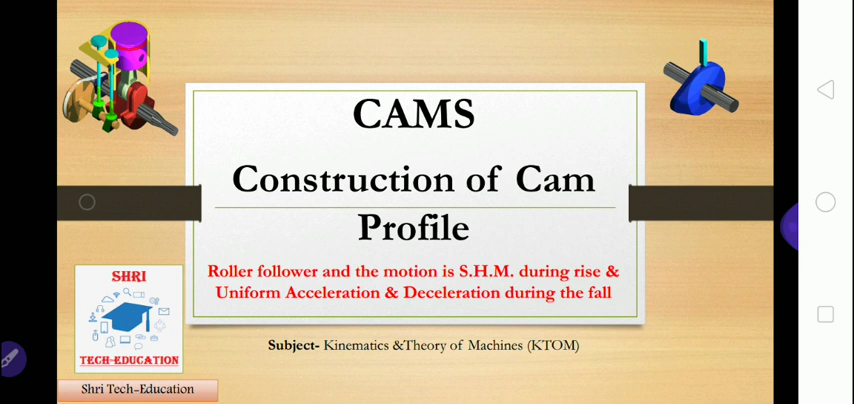 CAMS
Construction of Cam
Profile
Roller follower and the motion is S.H.M. during rise &
Uniform Acceleration & Deceleration during the fall
SHRI
TECH-EDUCATION
Subject- Kinematics &Theory of Machines (KTOM)
Shri Tech-Education